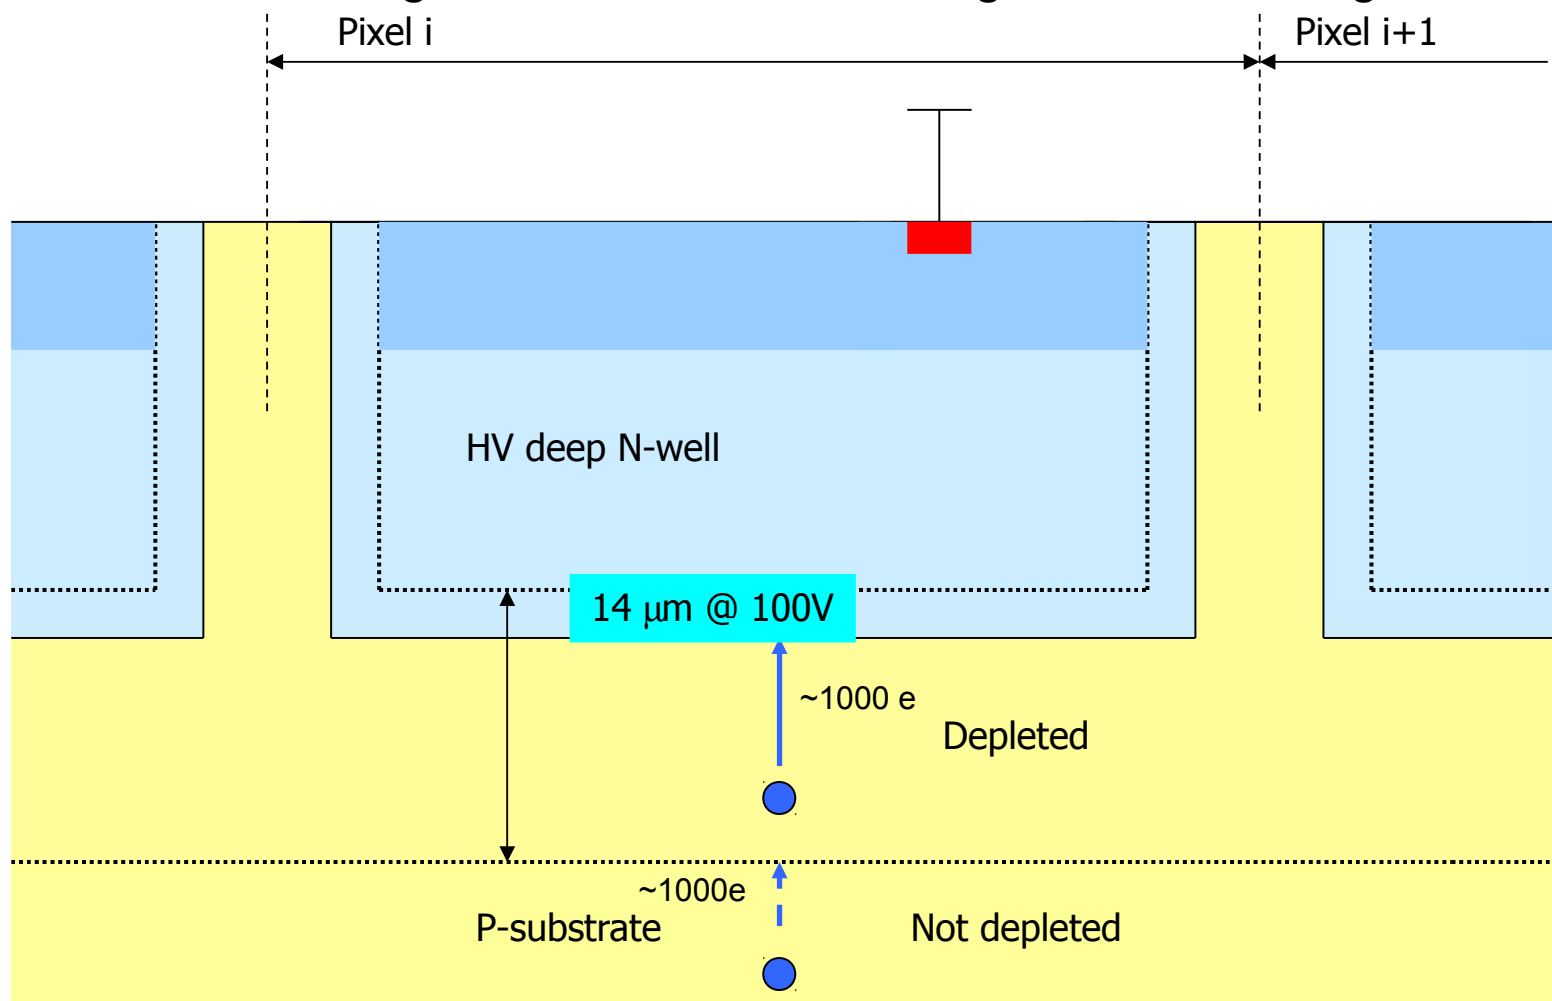 Pixel i
Pixel i+1
HV deep N-well
14 μm @ 100V
~1000 e
Depleted
~1000e
P-substrate
Not depleted